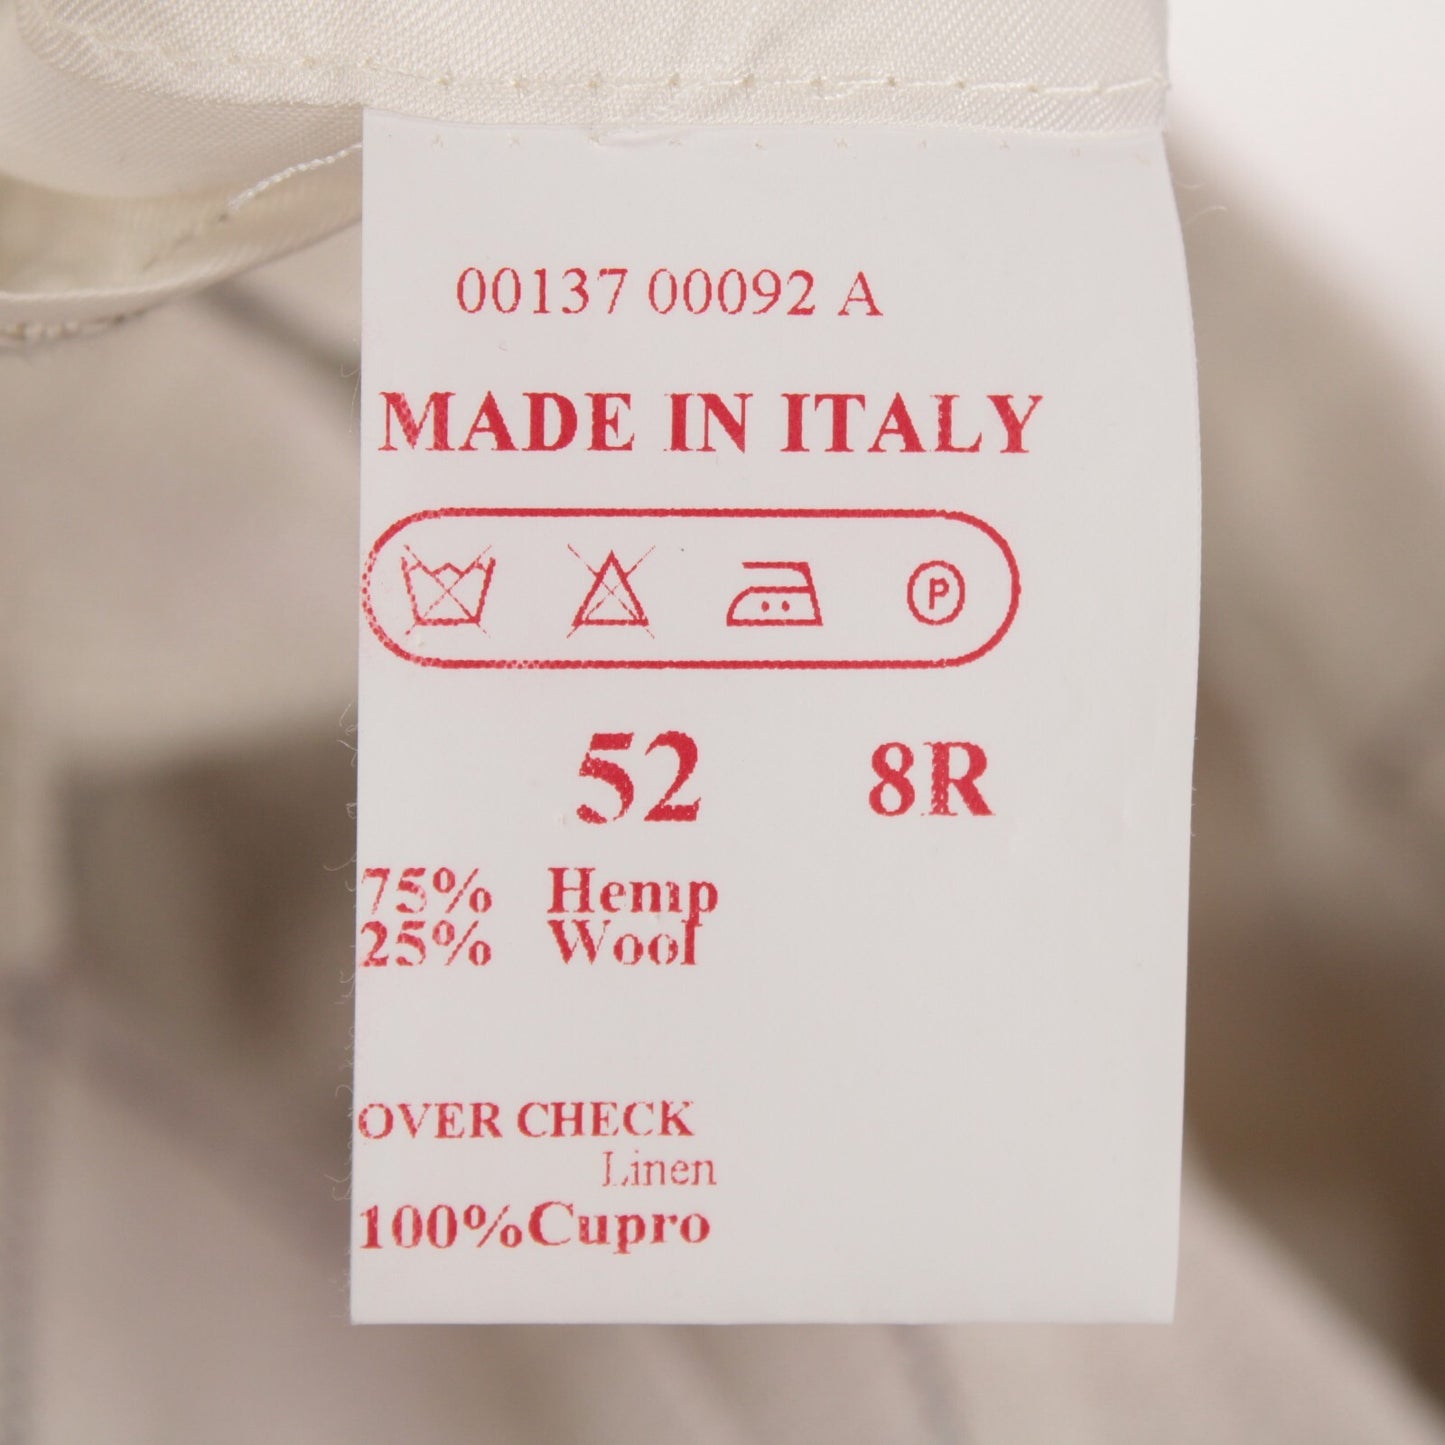 00137 00092 A
MADE IN ITALY
P
52 8R
75% Hemp
25% Wool
OVER CHECK
Linen
100%Cupro